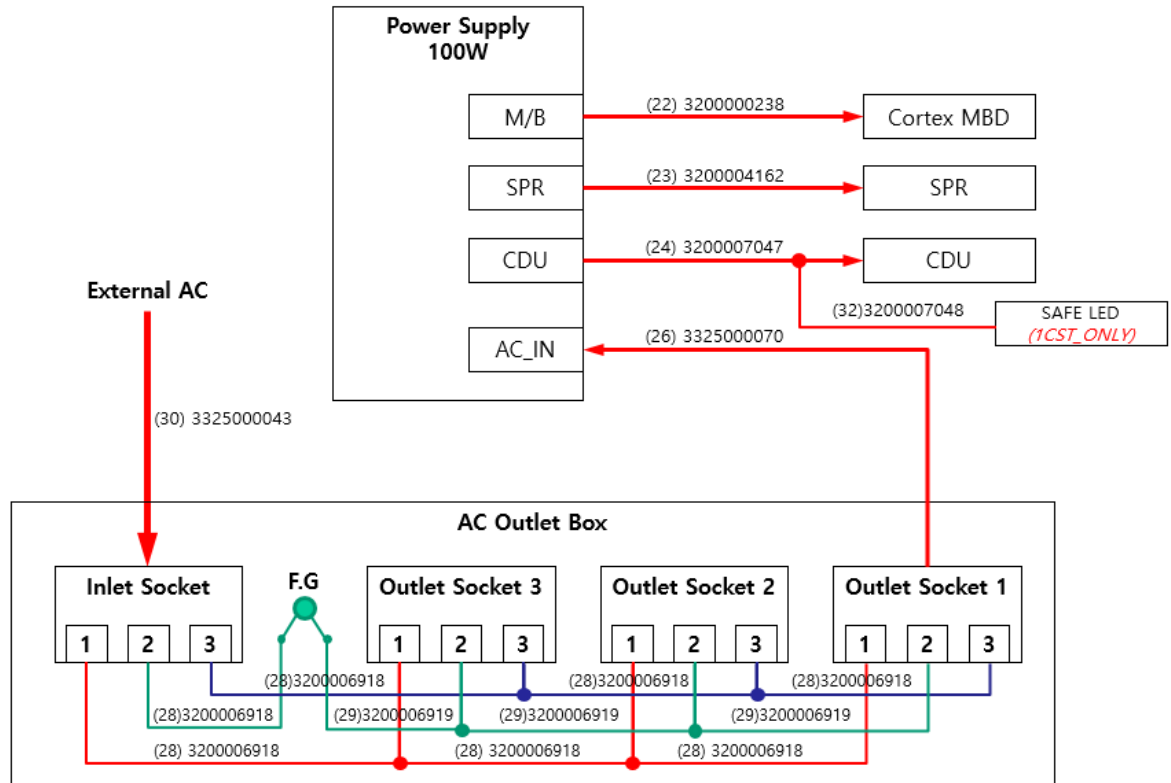 Power Supply
100W
M/B
(22) 3200000238
Cortex MBD
SPR
(23) 3200004162
SPR
CDU
(24) 3200007047
CDU
External AC
(32)3200007048
SAFE LED
(1CST_ONLY)
AC_IN
(26) 3325000070
(30) 3325000043
AC Outlet Box
Inlet Socket
F.G
Outlet Socket 3
Outlet Socket 2
Outlet Socket 1
1 2 3
1 2 3
1 2 3
1 2 3
(28)3200006918
(28)3200006918
(28)3200006918
(28)3200006918
(29)3200006919
(29)3200006919
(29)3200006919
(28) 3200006918
(28) 3200006918
(28) 3200006918